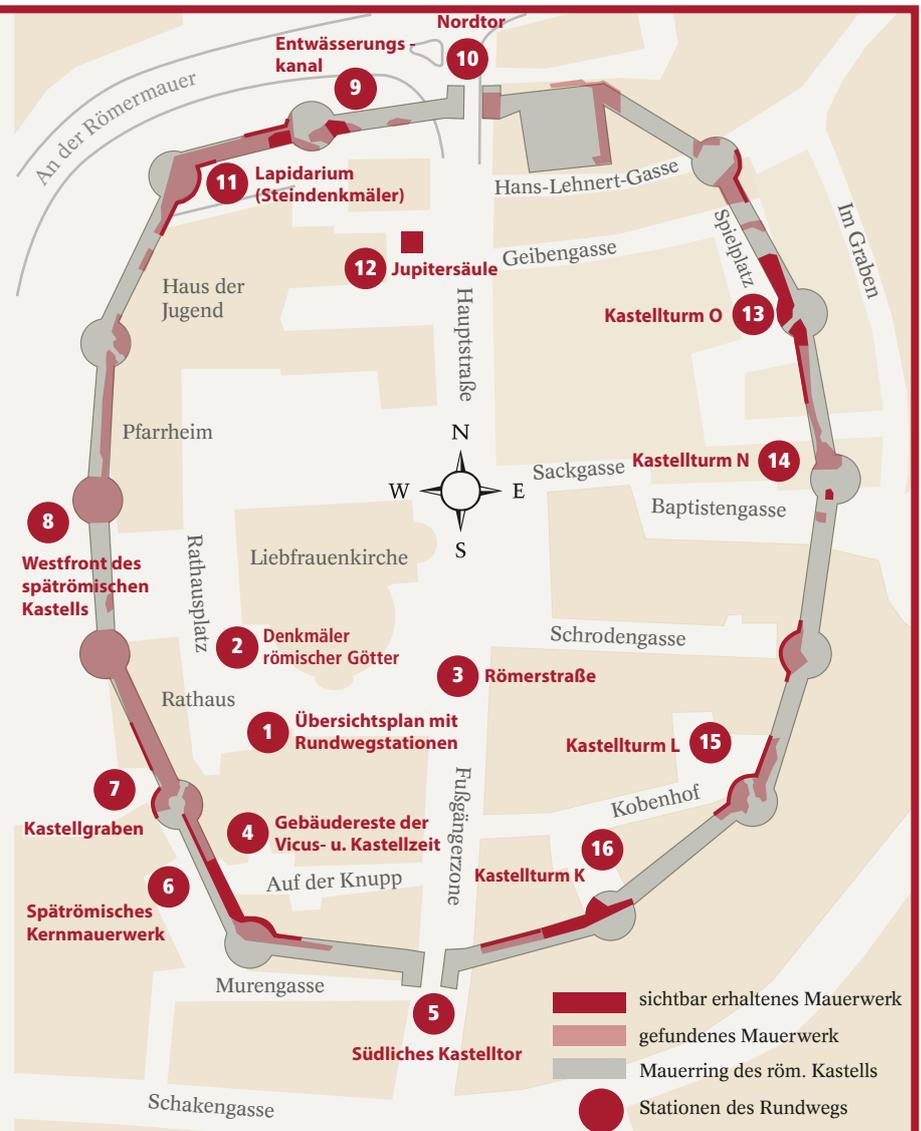 Nordtor
10
Entwässerungs -
kanal
9
An der Römermauer
11
Lapidarium
(Steindenkmäler)
Hans-Lehnert-Gasse
Geibengasse
Spielplatz
Im Graben
12
Jupitersäule
Haus der
Jugend
Hauptstraße
Kastellturm O
13
Pfarrheim
N
W
E
S
Sackgasse
Kastellturm N
14
Baptistengasse
8
Westfront des
spätrömischen
Kastells
Rathausplatz
Liebfrauenkirche
2
Denkmäler
römischer Götter
Schrodengasse
3
Römerstraße
Rathaus
1
Übersichtsplan mit
Rundwegstationen
Kastellturm L
15
7
Kastellgraben
4
Gebäudereste der
Vicus- u. Kastellzeit
Fußgängerzone
Kobenhof
16
Kastellturm K
6
Auf der Knupp
Spätrömisches
Kernmauerwerk
Murengasse
5
Südliches Kastelltor
Schakengasse
sichtbar erhaltenes Mauerwerk
gefundenes Mauerwerk
Mauerring des röm. Kastells
Stationen des Rundwegs